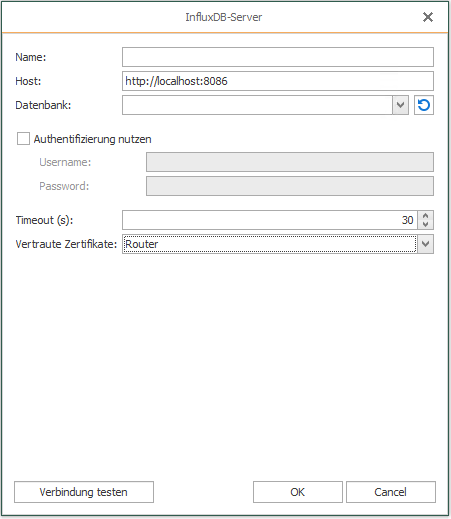 InfluxDB-Server
Name:
Host: http://localhost:8086
Datenbank:
Authentifizierung nutzen
Username:
Password:
Timeout (s): 30
Vertraute Zertifikate: Router
Verbindung testen OK Cancel